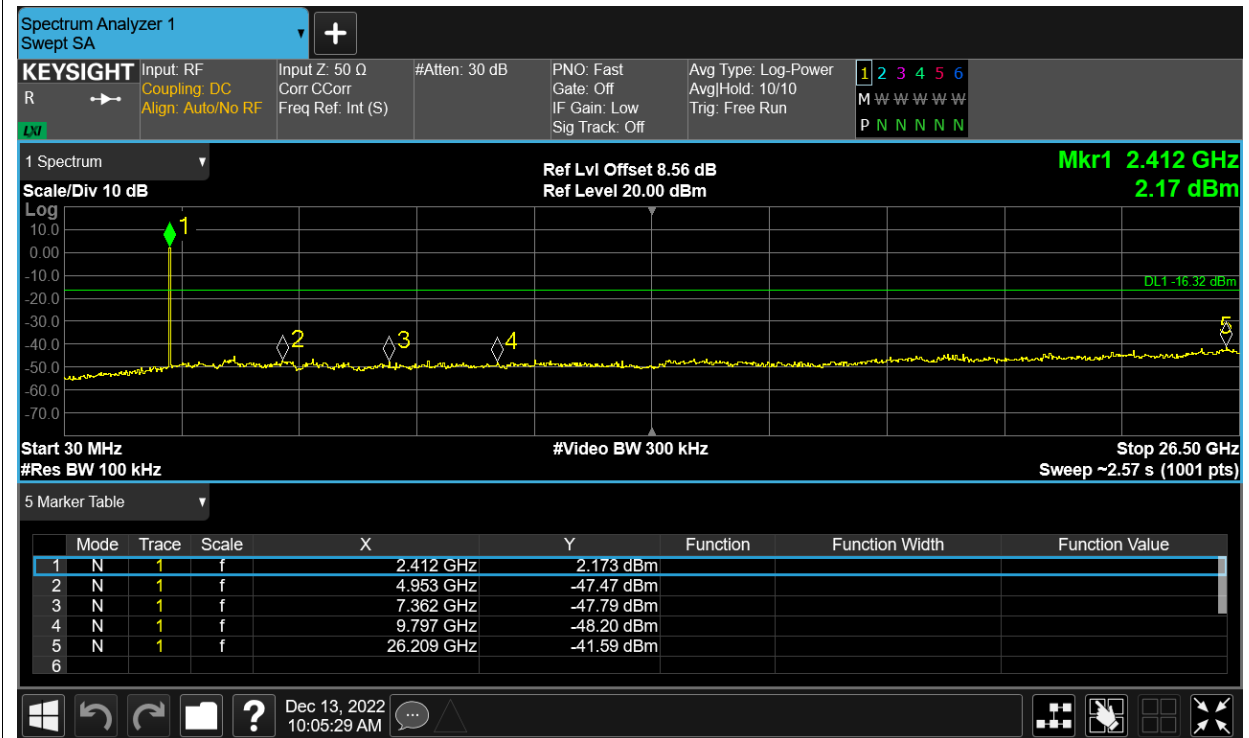 Spectrum Analyzer 1
Swept SA
KEYSIGHT
R
LXI
Input: RF
Coupling: DC
Align: Auto/No RF
Input Z: 50 Ω
Corr CCorr
Freq Ref: Int (S)
#Atten: 30 dB
PNO: Fast
Gate: Off
IF Gain: Low
Sig Track: Off
Avg Type: Log-Power
Avg|Hold: 10/10
Trig: Free Run
1 2 3 4 5 6
M W W W W W
P N N N N N
1 Spectrum
Scale/Div 10 dB
Ref Lvl Offset 8.56 dB
Ref Level 20.00 dBm
Mkr1 2.412 GHz
2.17 dBm
Log
10.0
0.00
-10.0
-20.0
-30.0
-40.0
-50.0
-60.0
-70.0
1
2
3
4
5
DL1 -16.32 dBm
Start 30 MHz
#Res BW 100 kHz
#Video BW 300 kHz
Stop 26.50 GHz
Sweep ~2.57 s (1001 pts)
5 Marker Table
Mode Trace Scale X Y Function Function Width Function Value
1 N 1 f 2.412 GHz 2.173 dBm
2 N 1 f 4.953 GHz -47.47 dBm
3 N 1 f 7.362 GHz -47.79 dBm
4 N 1 f 9.797 GHz -48.20 dBm
5 N 1 f 26.209 GHz -41.59 dBm
6
?
Dec 13, 2022
10:05:29 AM